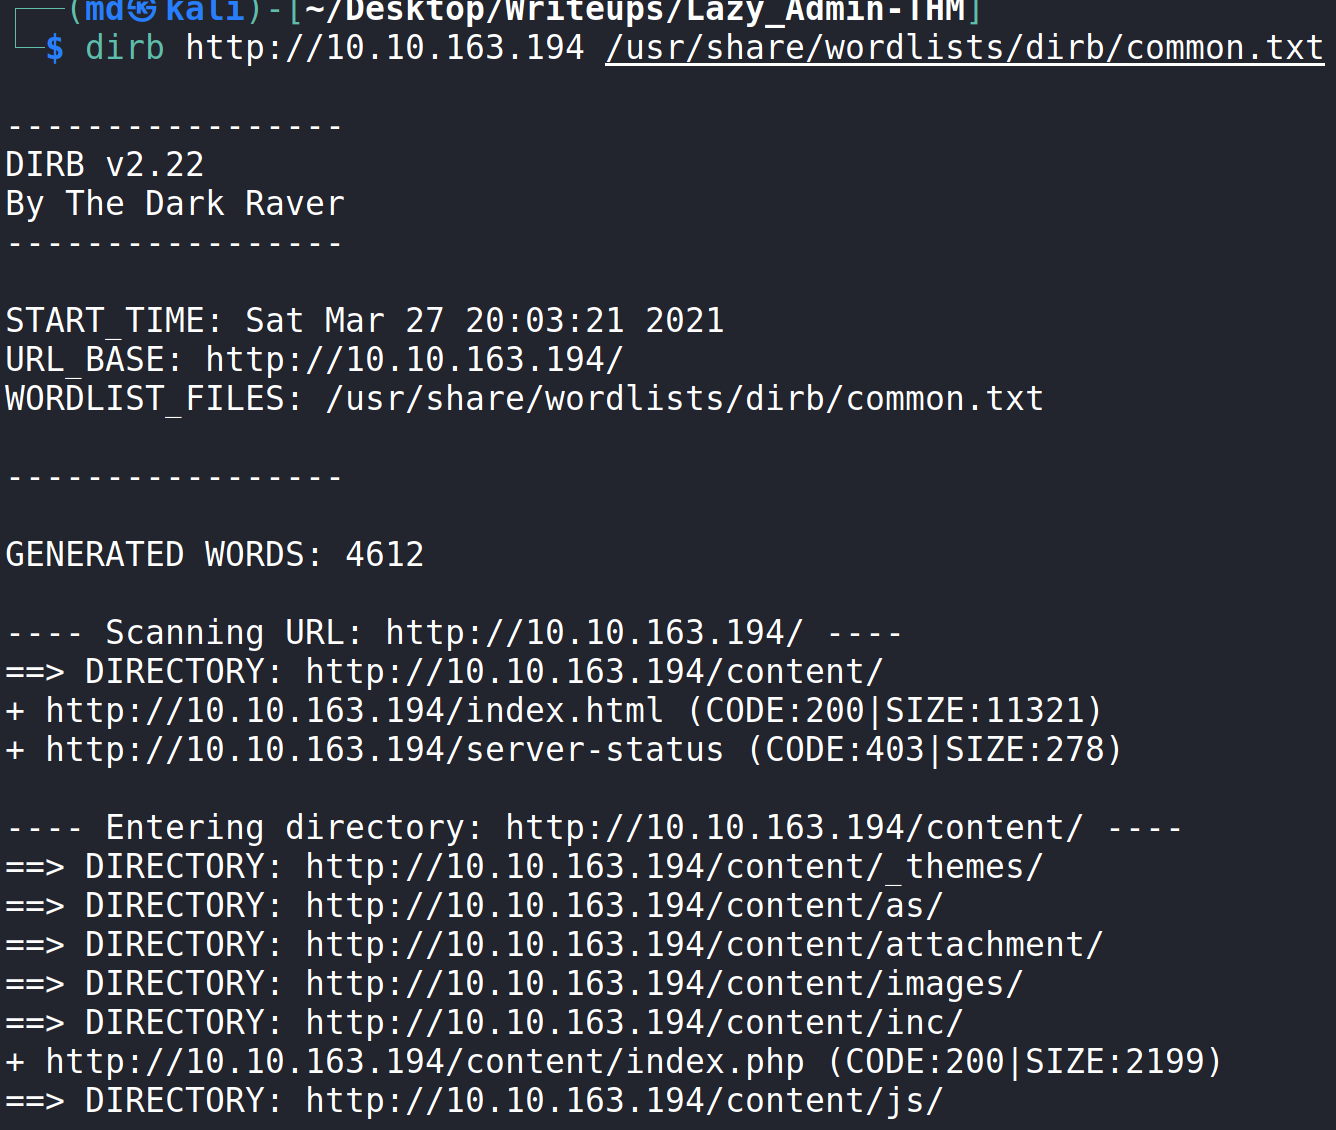 (md㉿kali)-[~/Desktop/Writeups/Lazy_Admin-THM]
$ dirb http://10.10.163.194 /usr/share/wordlists/dirb/common.txt
-----------------
DIRB v2.22
By The Dark Raver
-----------------
START_TIME: Sat Mar 27 20:03:21 2021
URL_BASE: http://10.10.163.194/
WORDLIST_FILES: /usr/share/wordlists/dirb/common.txt
-----------------
GENERATED WORDS: 4612
---- Scanning URL: http://10.10.163.194/ ----
==> DIRECTORY: http://10.10.163.194/content/
+ http://10.10.163.194/index.html (CODE:200|SIZE:11321)
+ http://10.10.163.194/server-status (CODE:403|SIZE:278)
---- Entering directory: http://10.10.163.194/content/ ----
==> DIRECTORY: http://10.10.163.194/content/_themes/
==> DIRECTORY: http://10.10.163.194/content/as/
==> DIRECTORY: http://10.10.163.194/content/attachment/
==> DIRECTORY: http://10.10.163.194/content/images/
==> DIRECTORY: http://10.10.163.194/content/inc/
+ http://10.10.163.194/content/index.php (CODE:200|SIZE:2199)
==> DIRECTORY: http://10.10.163.194/content/js/